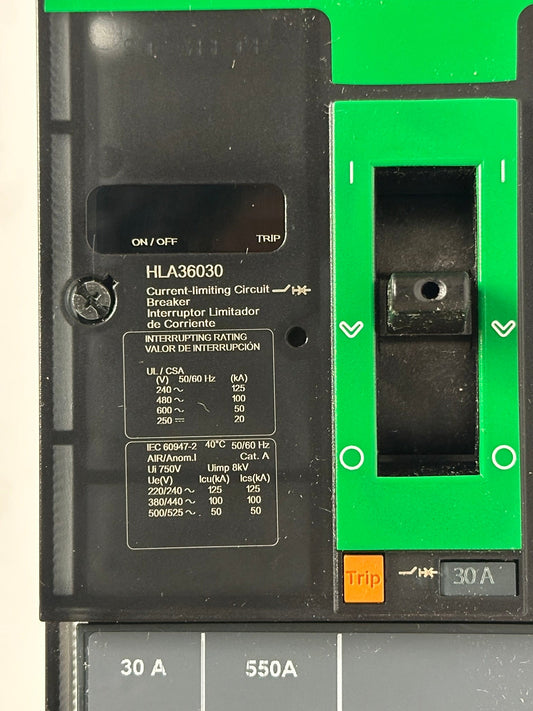 ON / OFF
TRIP
HLA36030
Current-limiting Circuit
Breaker
Interruptor Limitador
de Corriente
INTERRUPTING RATING
VALOR DE INTERRUPCIÓN
UL / CSA
(V) 50/60 Hz (kA)
240 ~ 125
480 ~ 100
600 ~ 50
250 ⎓ 20
IEC 60947-2 40°C 50/60 Hz
AIR/Anom.I Cat. A
Ui 750V Uimp 8kV
Ue(V) Icu(kA) Ics(kA)
220/240 ~ 125 125
380/440 ~ 100 100
500/525 ~ 50 50
Trip
30 A
30 A
550A